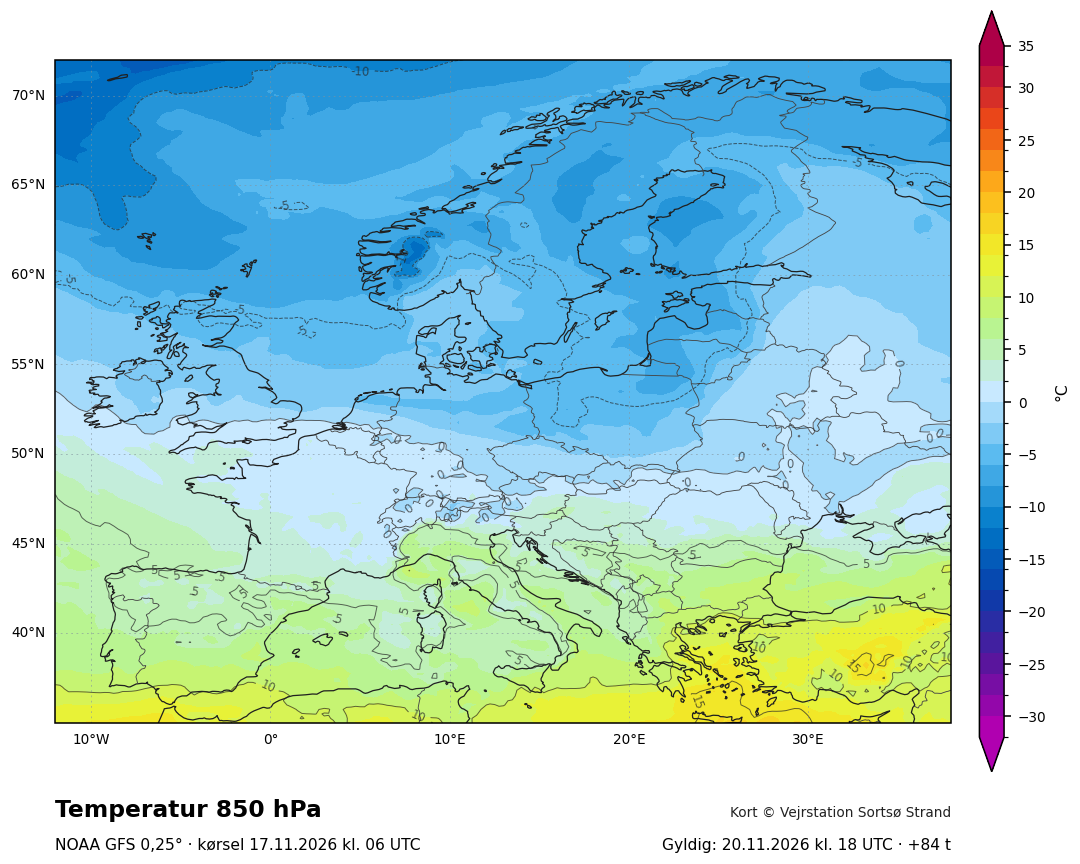 70°N
65°N
60°N
55°N
50°N
45°N
40°N
10°W
0°
10°E
20°E
30°E
35
30
25
20
15
10
5
0
−5
−10
−15
−20
−25
−30
°C
Temperatur 850 hPa
Kort © Vejrstation Sortsø Strand
NOAA GFS 0,25° · kørsel 17.11.2026 kl. 06 UTC
Gyldig: 20.11.2026 kl. 18 UTC · +84 t